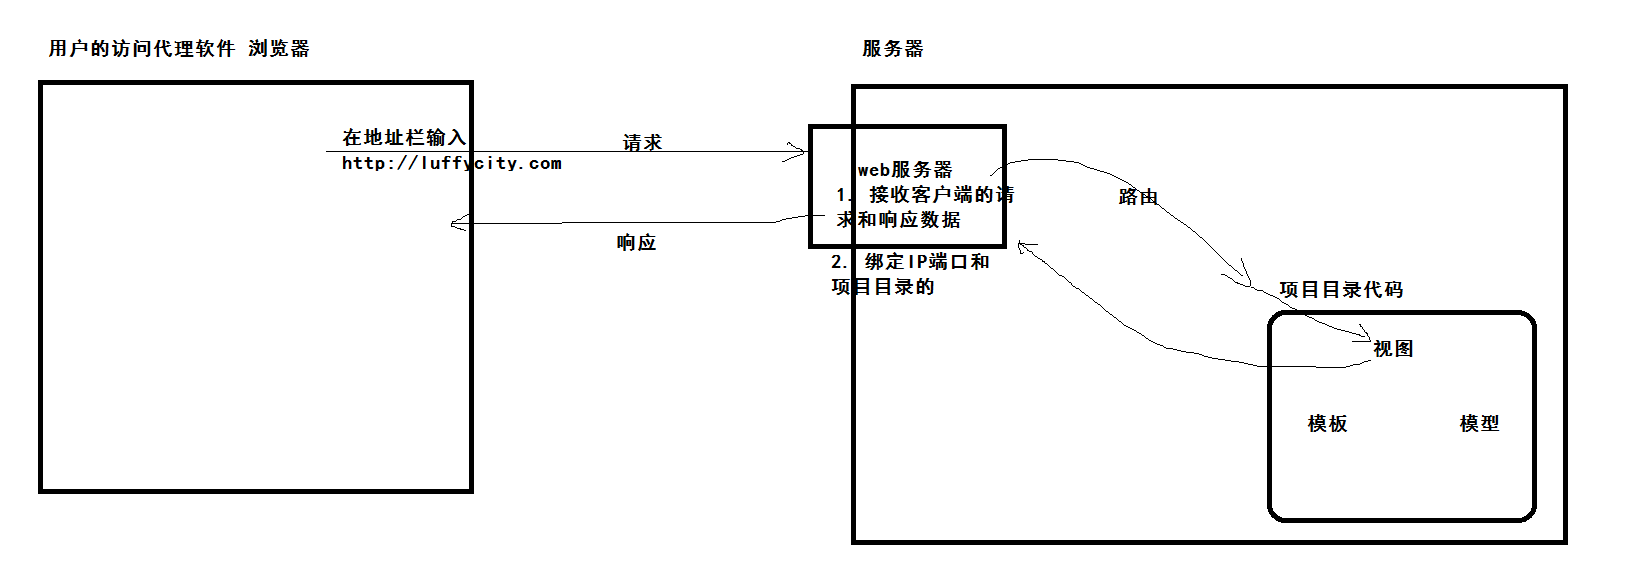 用户的访问代理软件 浏览器
服务器
在地址栏输入
http://luffycity.com
请求
响应
web服务器
1. 接收客户端的请
求和响应数据
2. 绑定IP端口和
项目目录的
路由
项目目录代码
视图
模板
模型